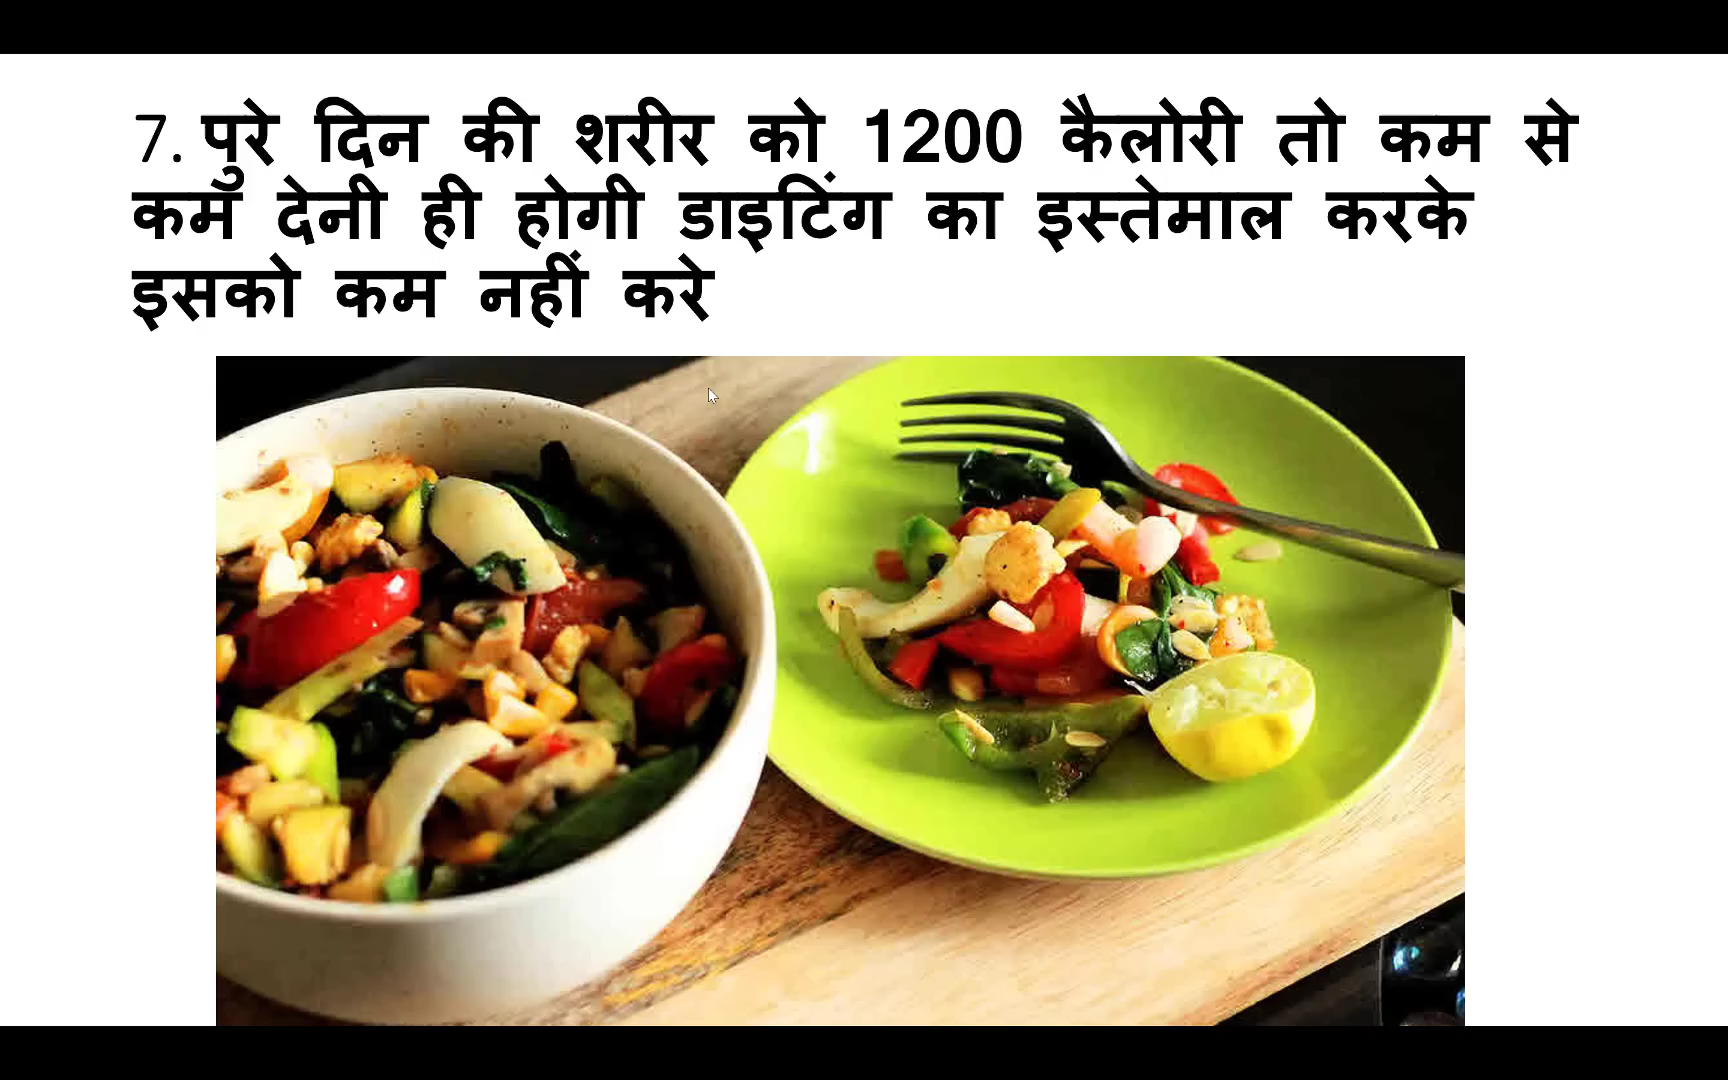 7. पुरे दिन की शरीर को 1200 कैलोरी तो कम से
कम देनी ही होगी डाइटिंग का इस्तेमाल करके
इसको कम नहीं करे